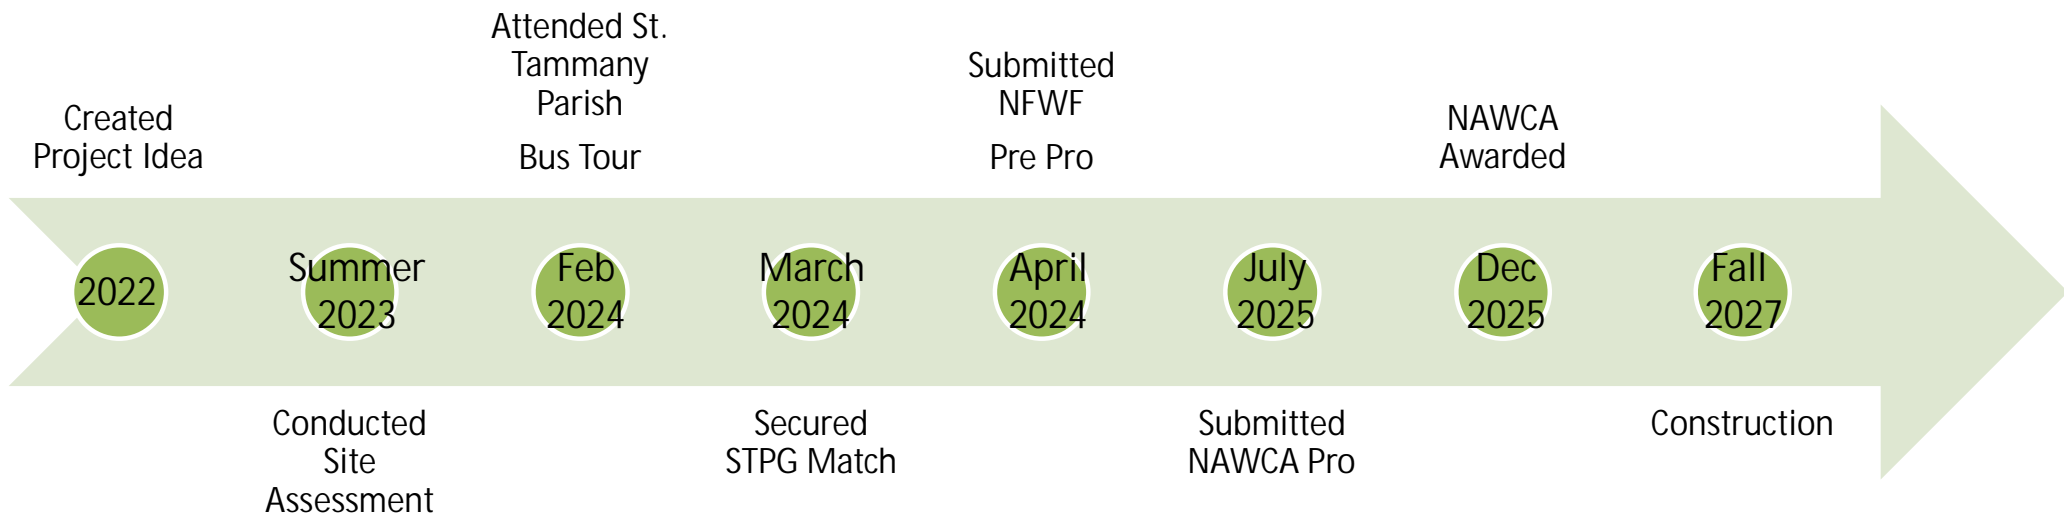 Created
Project Idea
2022
Summer
2023
Conducted
Site
Assessment
Attended St.
Tammany
Parish
Bus Tour
Feb
2024
March
2024
Secured
STPG Match
Submitted
NFWF
Pre Pro
April
2024
July
2025
Submitted
NAWCA Pro
NAWCA
Awarded
Dec
2025
Fall
2027
Construction